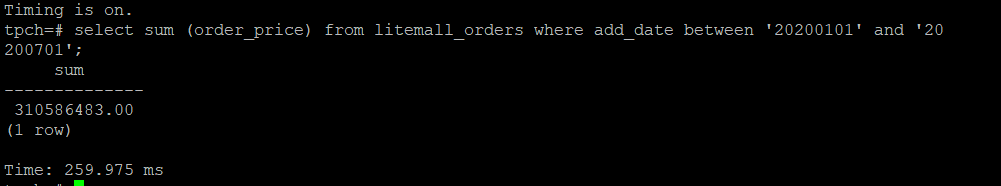 Timing is on.
tpch=# select sum (order_price) from litemall_orders where add_date between '20200101' and '20
200701';
     sum
--------------
 310586483.00
(1 row)

Time: 259.975 ms